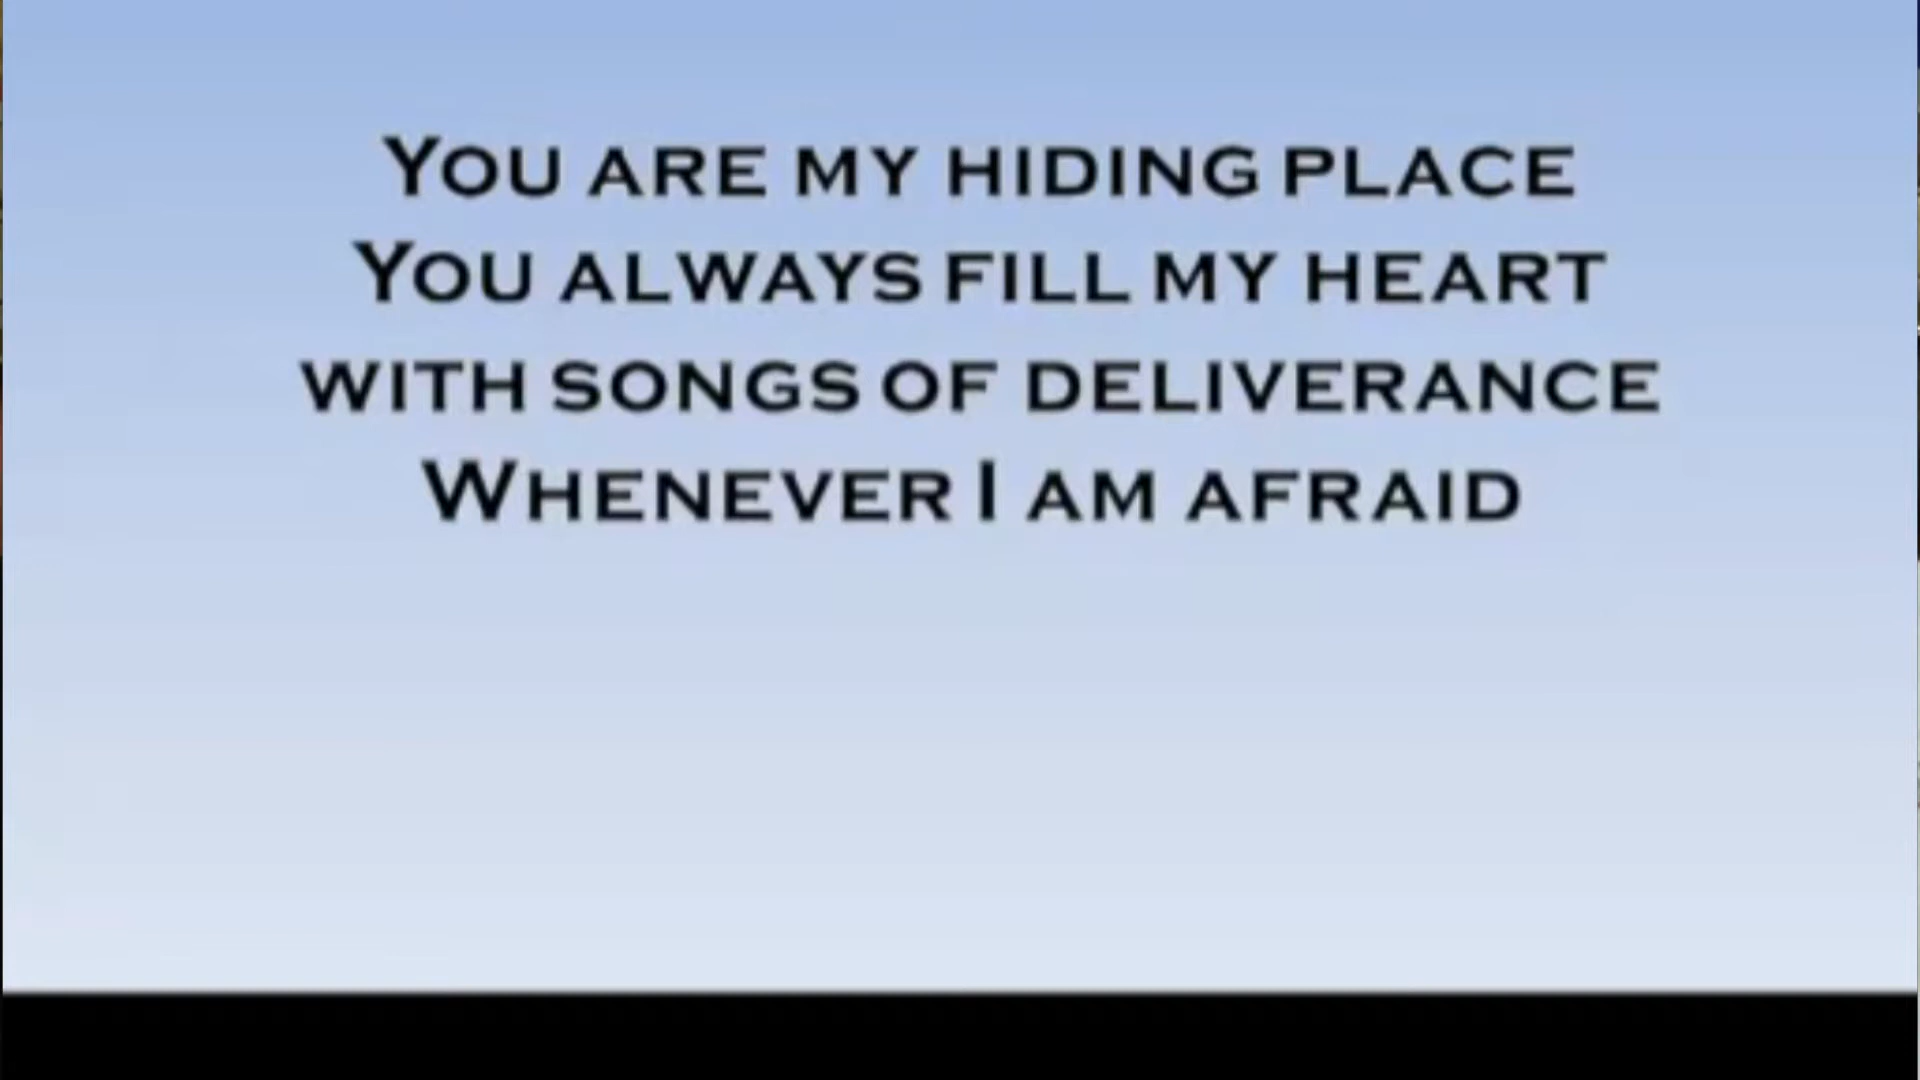 You are my hiding place
You always fill my heart
with songs of deliverance
Whenever I am afraid